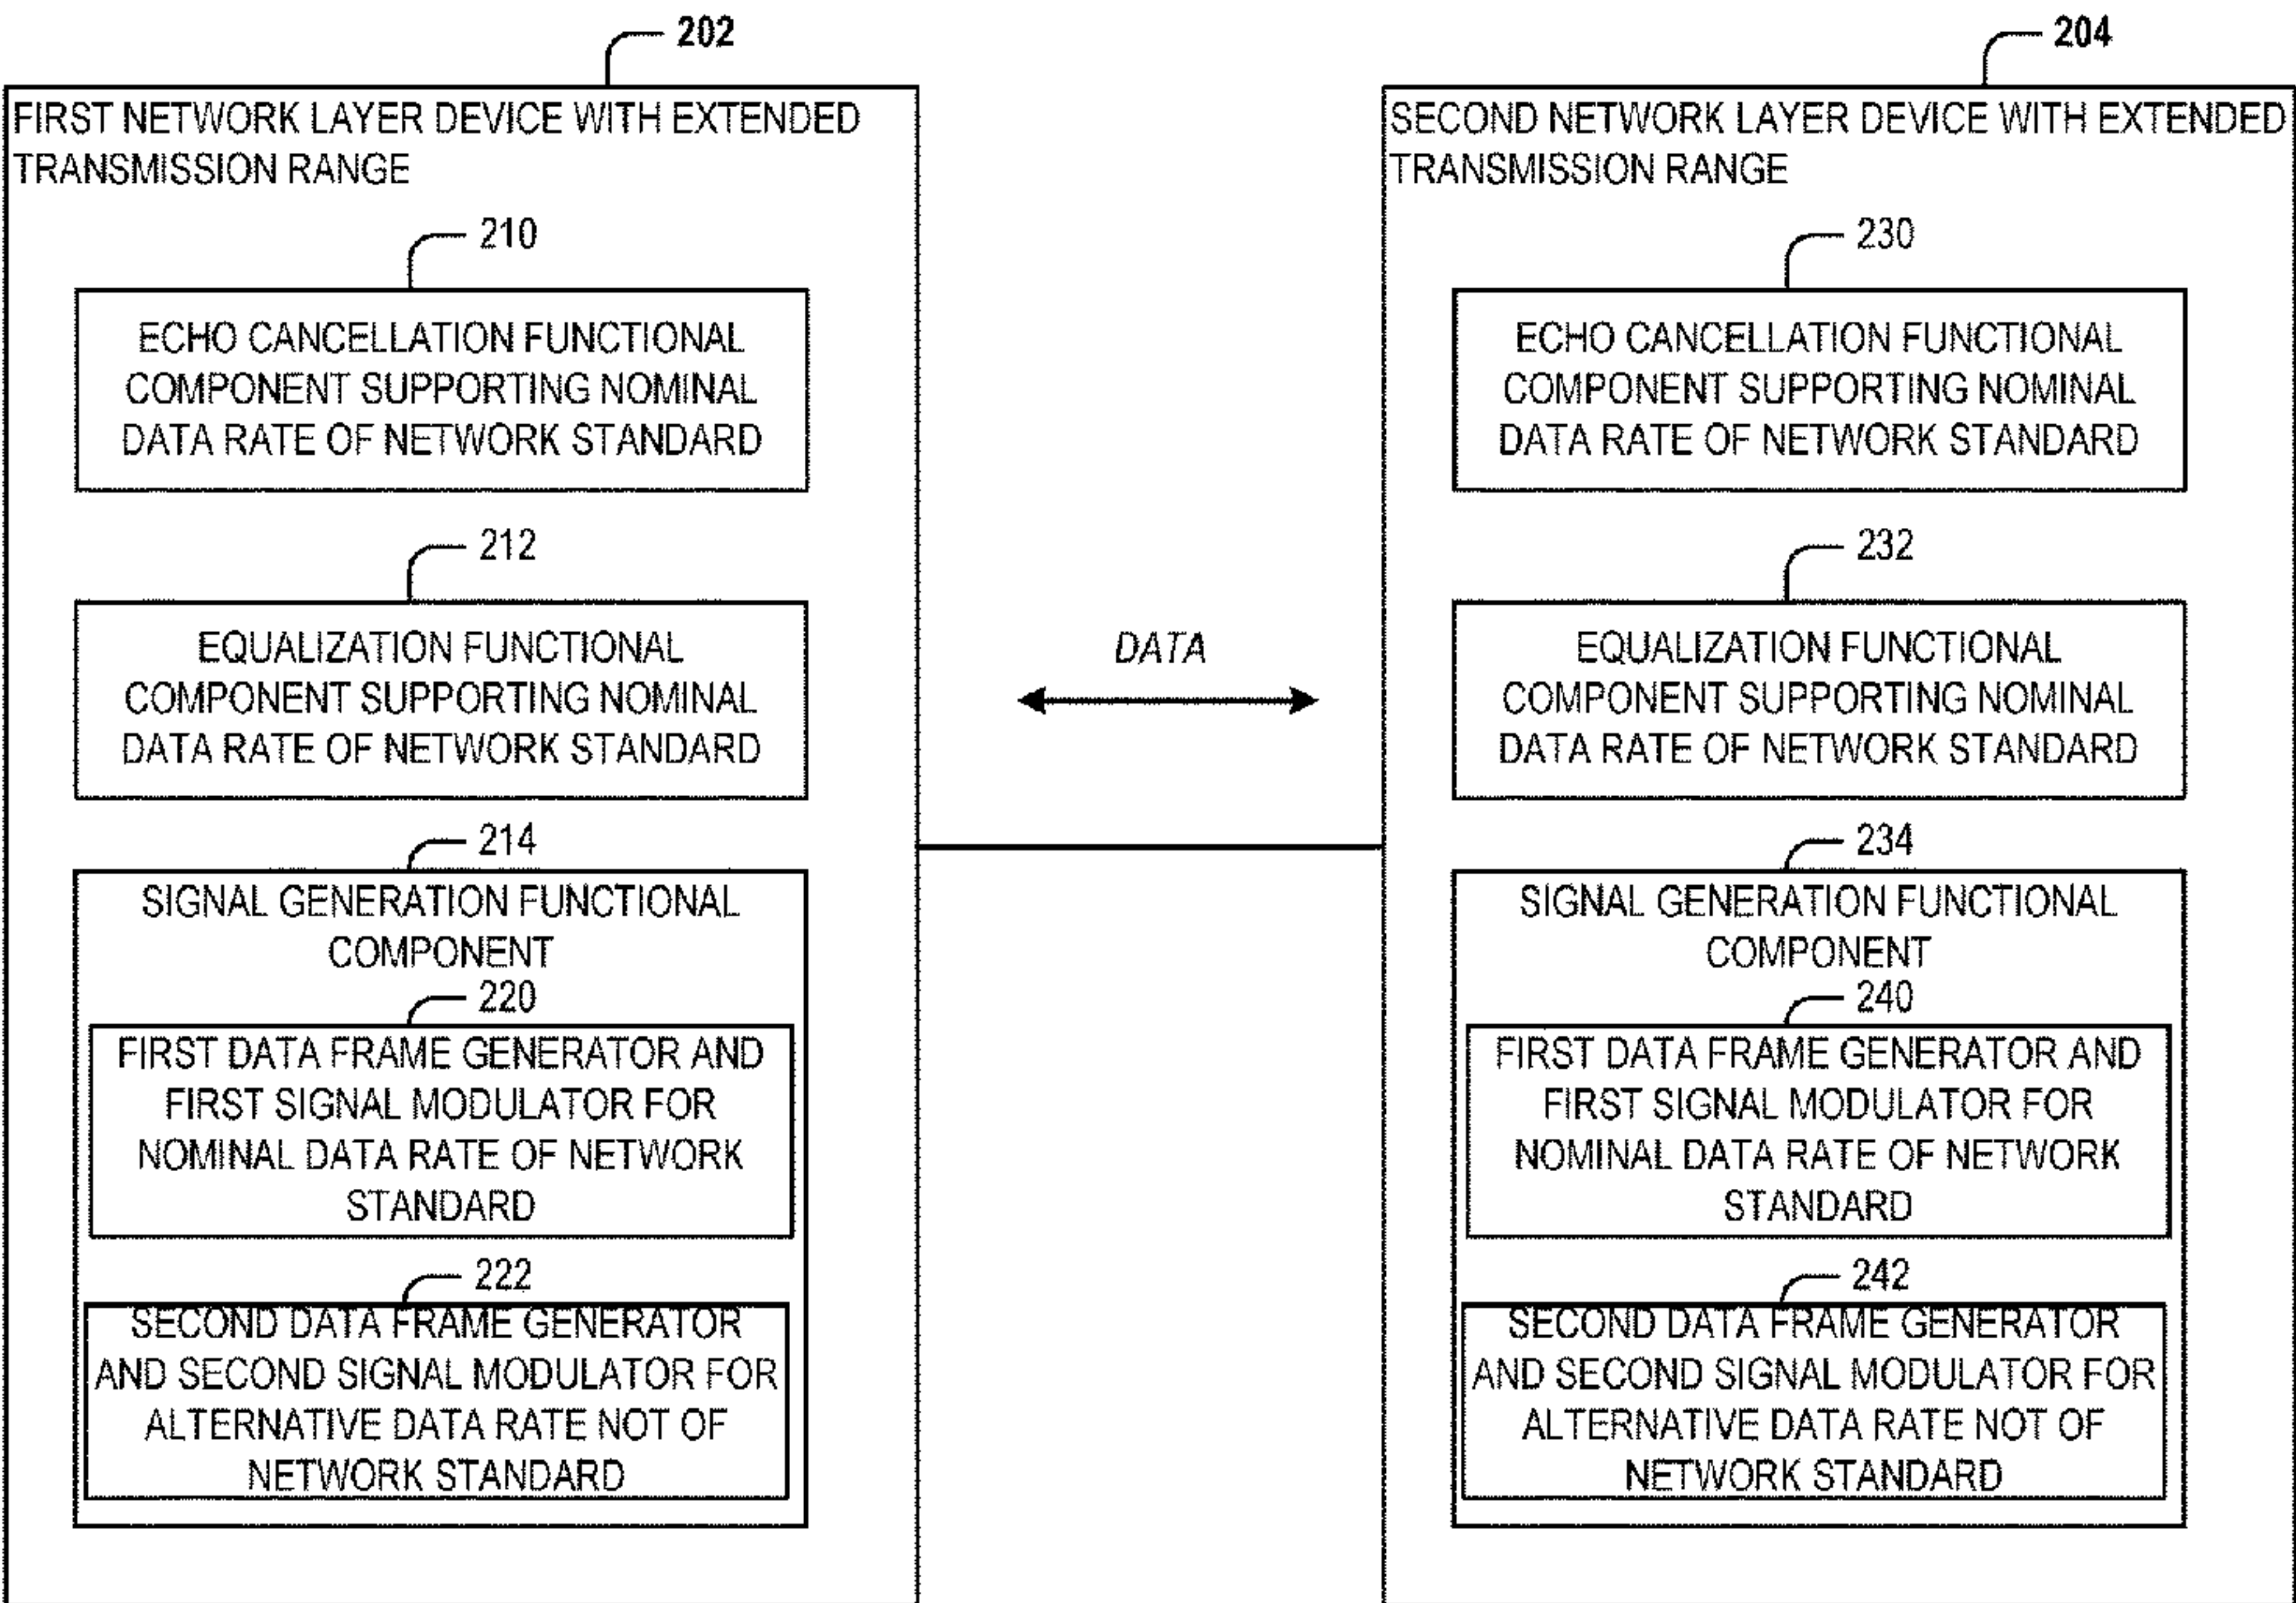 202
FIRST NETWORK LAYER DEVICE WITH EXTENDED
TRANSMISSION RANGE
210
ECHO CANCELLATION FUNCTIONAL
COMPONENT SUPPORTING NOMINAL
DATA RATE OF NETWORK STANDARD
212
EQUALIZATION FUNCTIONAL
COMPONENT SUPPORTING NOMINAL
DATA RATE OF NETWORK STANDARD
214
SIGNAL GENERATION FUNCTIONAL
COMPONENT
220
FIRST DATA FRAME GENERATOR AND
FIRST SIGNAL MODULATOR FOR
NOMINAL DATA RATE OF NETWORK
STANDARD
222
SECOND DATA FRAME GENERATOR
AND SECOND SIGNAL MODULATOR FOR
ALTERNATIVE DATA RATE NOT OF
NETWORK STANDARD
DATA
204
SECOND NETWORK LAYER DEVICE WITH EXTENDED
TRANSMISSION RANGE
230
ECHO CANCELLATION FUNCTIONAL
COMPONENT SUPPORTING NOMINAL
DATA RATE OF NETWORK STANDARD
232
EQUALIZATION FUNCTIONAL
COMPONENT SUPPORTING NOMINAL
DATA RATE OF NETWORK STANDARD
234
SIGNAL GENERATION FUNCTIONAL
COMPONENT
240
FIRST DATA FRAME GENERATOR AND
FIRST SIGNAL MODULATOR FOR
NOMINAL DATA RATE OF NETWORK
STANDARD
242
SECOND DATA FRAME GENERATOR
AND SECOND SIGNAL MODULATOR FOR
ALTERNATIVE DATA RATE NOT OF
NETWORK STANDARD